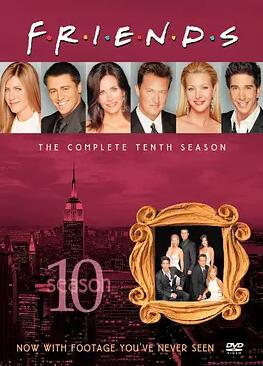 F•R•I•E•N•D•S
THE COMPLETE TENTH SEASON
season
10
NOW WITH FOOTAGE YOU'VE NEVER SEEN
DVD
VIDEO